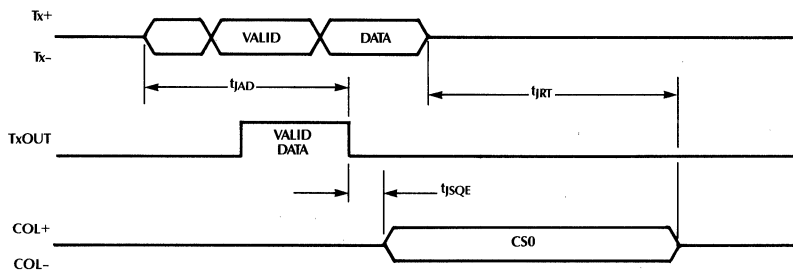 Tx+
VALID DATA
Tx–
tJAD
tJRT
TxOUT
VALID
DATA
tJSQE
COL+
CS0
COL–